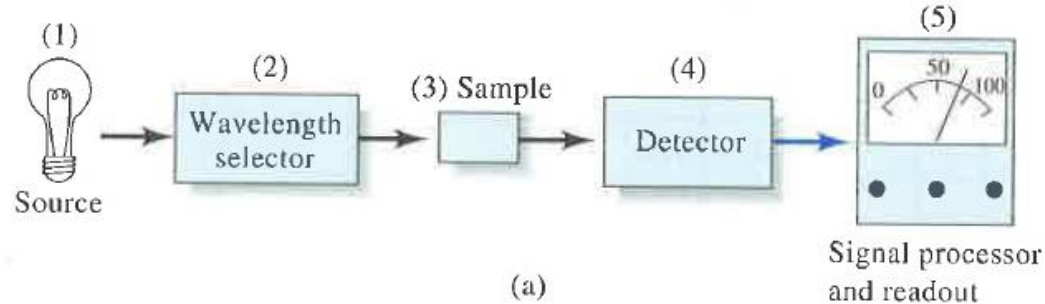 (1)
Source
(2)
Wavelength
selector
(3) Sample
(4)
Detector
(5)
0
50
100
Signal processor
and readout
(a)